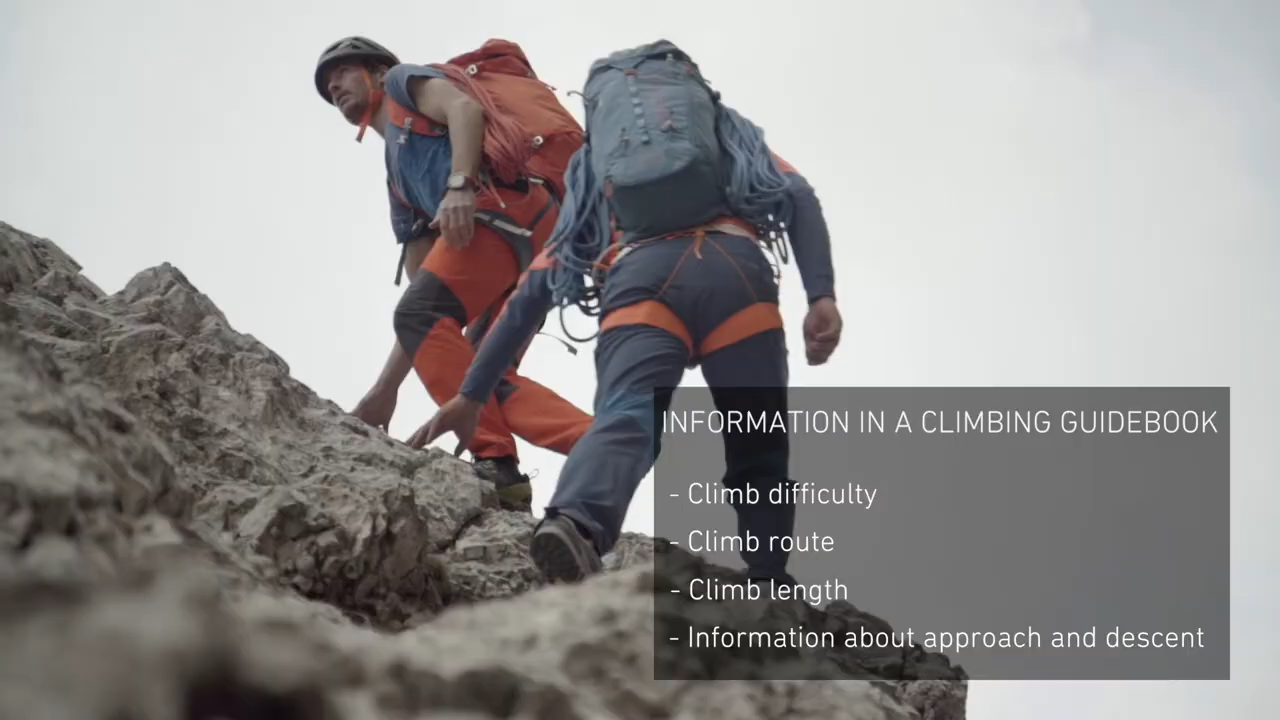 INFORMATION IN A CLIMBING GUIDEBOOK
- Climb difficulty
- Climb route
- Climb length
- Information about approach and descent